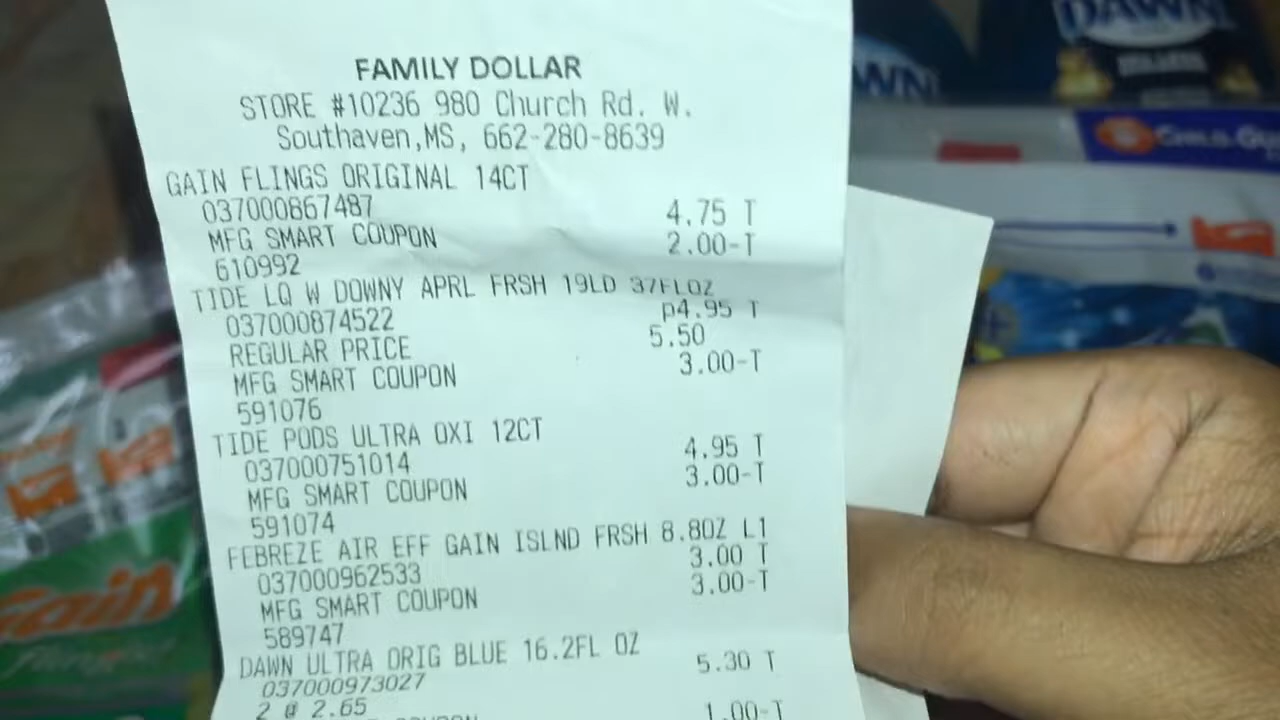 FAMILY DOLLAR
STORE #10236 980 Church Rd. W.
Southaven,MS, 662-280-8639
GAIN FLINGS ORIGINAL 14CT
037000867487 4.75 T
MFG SMART COUPON 2.00-T
610992
TIDE LQ W DOWNY APRL FRSH 19LD 37FLOZ
037000874522 p4.95 T
REGULAR PRICE 5.50
MFG SMART COUPON 3.00-T
591076
TIDE PODS ULTRA OXI 12CT
037000751014 4.95 T
MFG SMART COUPON 3.00-T
591074
FEBREZE AIR EFF GAIN ISLND FRSH 8.8OZ L1
037000962533 3.00 T
MFG SMART COUPON 3.00-T
589747
DAWN ULTRA ORIG BLUE 16.2FL OZ
037000973027 5.30 T
2 @ 2.65
COUPON 1.00-T
DAWN
Gain